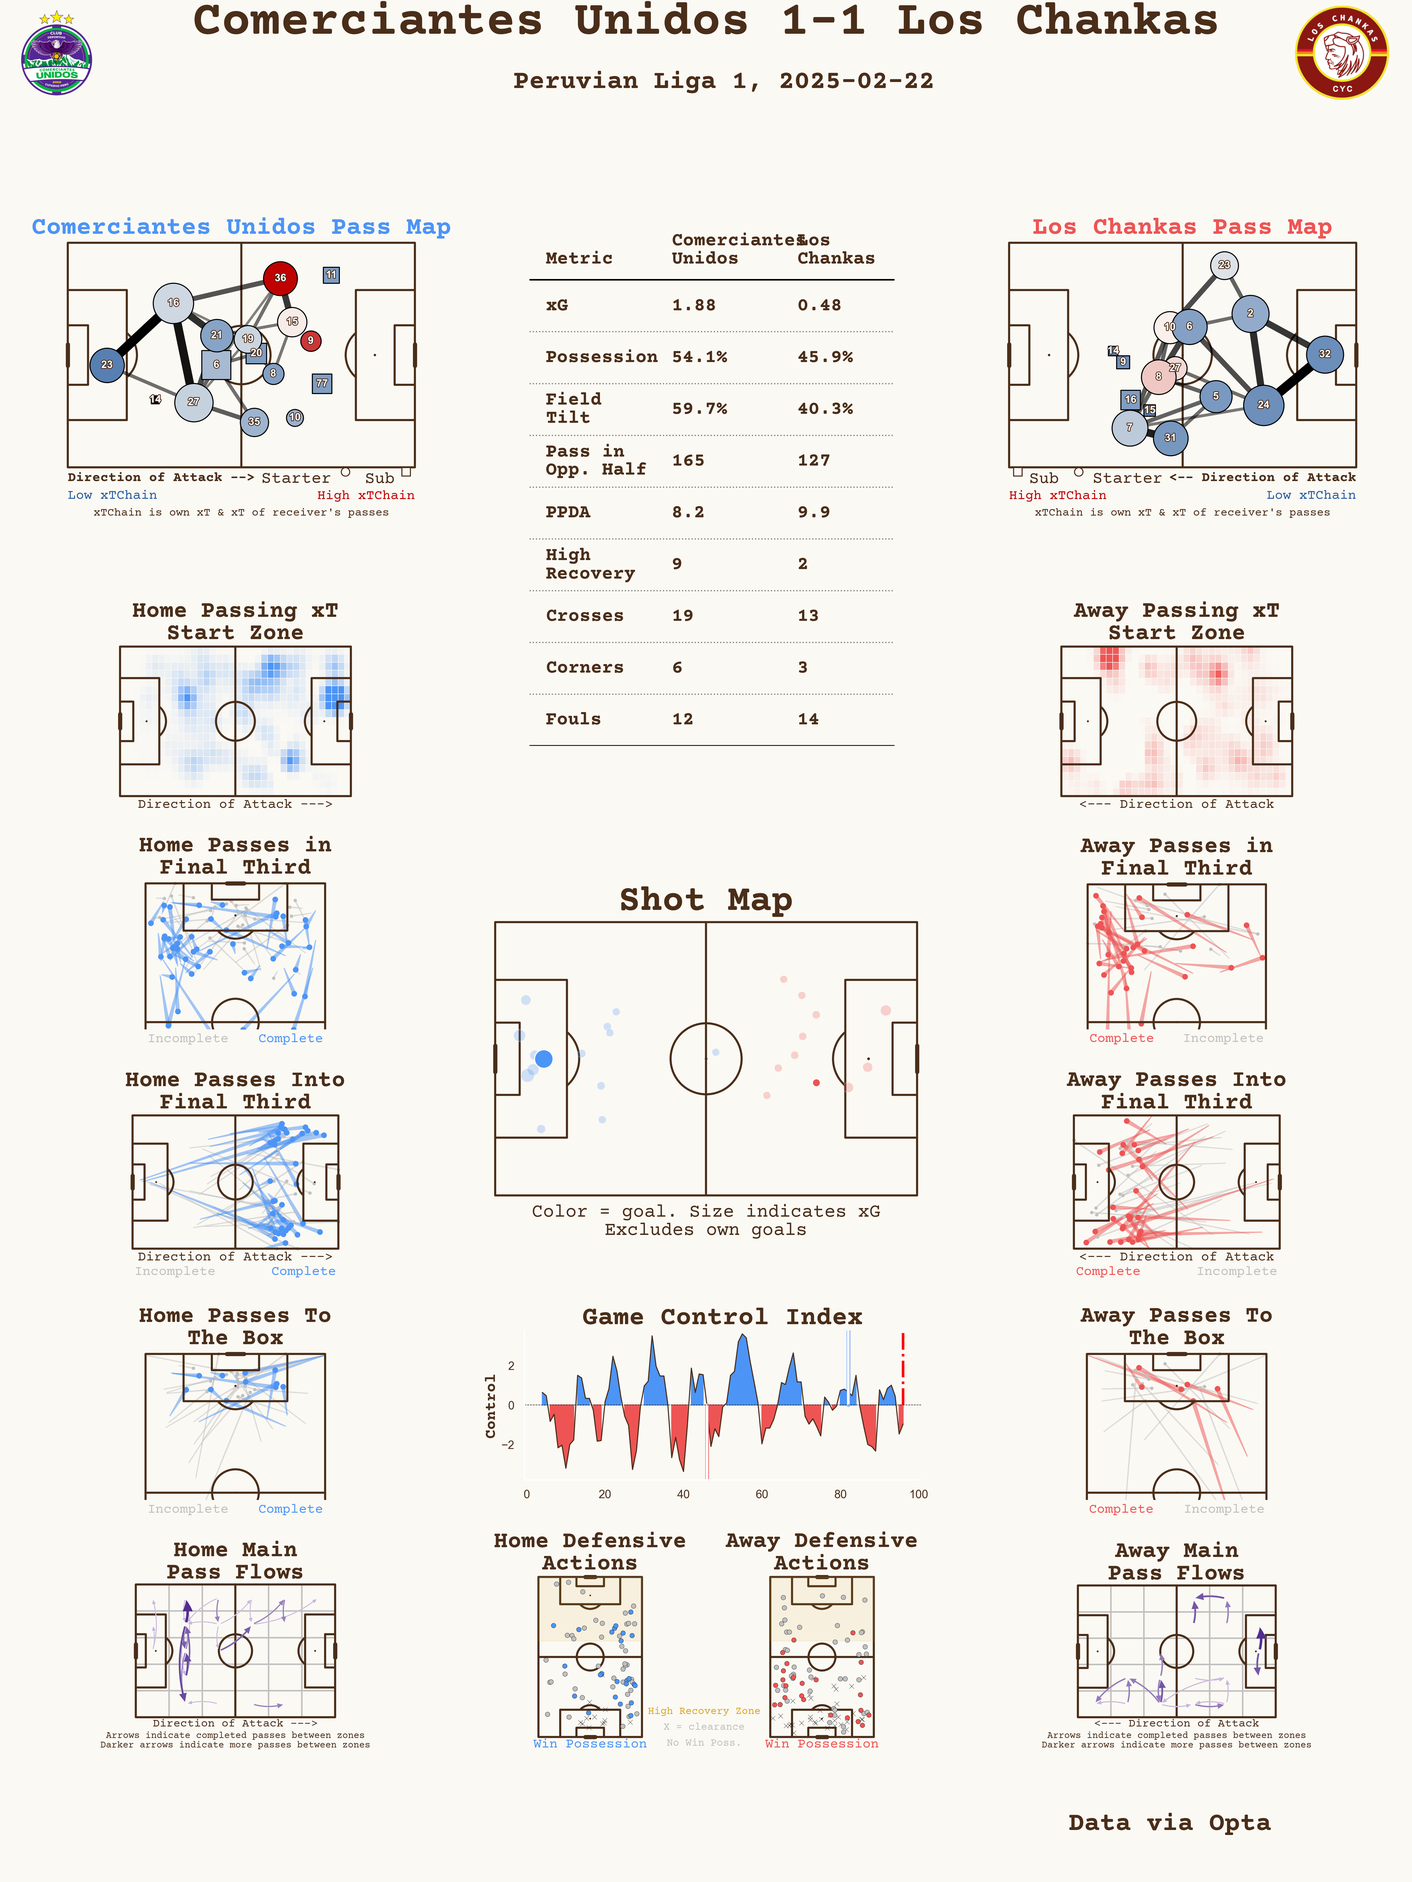 Comerciantes Unidos 1-1 Los Chankas
Peruvian Liga 1, 2025-02-22
CLUB
DEPORTIVO
COMERCIANTES
UNIDOS
LOS CHANKAS
CYC
Comerciantes Unidos Pass Map
36
11
16
15
21
19
9
20
23
6
8
77
14
27
10
35
Direction of Attack --> Starter Sub
Low xTChain High xTChain
xTChain is own xT & xT of receiver's passes
Metric Comerciantes Unidos Los Chankas
xG 1.88 0.48
Possession 54.1% 45.9%
Field Tilt 59.7% 40.3%
Pass in Opp. Half 165 127
PPDA 8.2 9.9
High Recovery 9 2
Crosses 19 13
Corners 6 3
Fouls 12 14
Los Chankas Pass Map
23
2
10
6
14
9
32
27
8
16
5
15
24
7
31
Sub Starter <-- Direction of Attack
High xTChain Low xTChain
xTChain is own xT & xT of receiver's passes
Home Passing xT
Start Zone
Direction of Attack --->
Away Passing xT
Start Zone
<--- Direction of Attack
Home Passes in
Final Third
Incomplete Complete
Away Passes in
Final Third
Complete Incomplete
Shot Map
Color = goal. Size indicates xG
Excludes own goals
Home Passes Into
Final Third
Direction of Attack --->
Incomplete Complete
Away Passes Into
Final Third
<--- Direction of Attack
Complete Incomplete
Home Passes To
The Box
Incomplete Complete
Game Control Index
Control
2
0
−2
0 20 40 60 80 100
Away Passes To
The Box
Complete Incomplete
Home Main
Pass Flows
Direction of Attack --->
Arrows indicate completed passes between zones
Darker arrows indicate more passes between zones
Home Defensive
Actions
Win Possession
High Recovery Zone
X = clearance
No Win Poss.
Away Defensive
Actions
Win Possession
Away Main
Pass Flows
<--- Direction of Attack
Arrows indicate completed passes between zones
Darker arrows indicate more passes between zones
Data via Opta